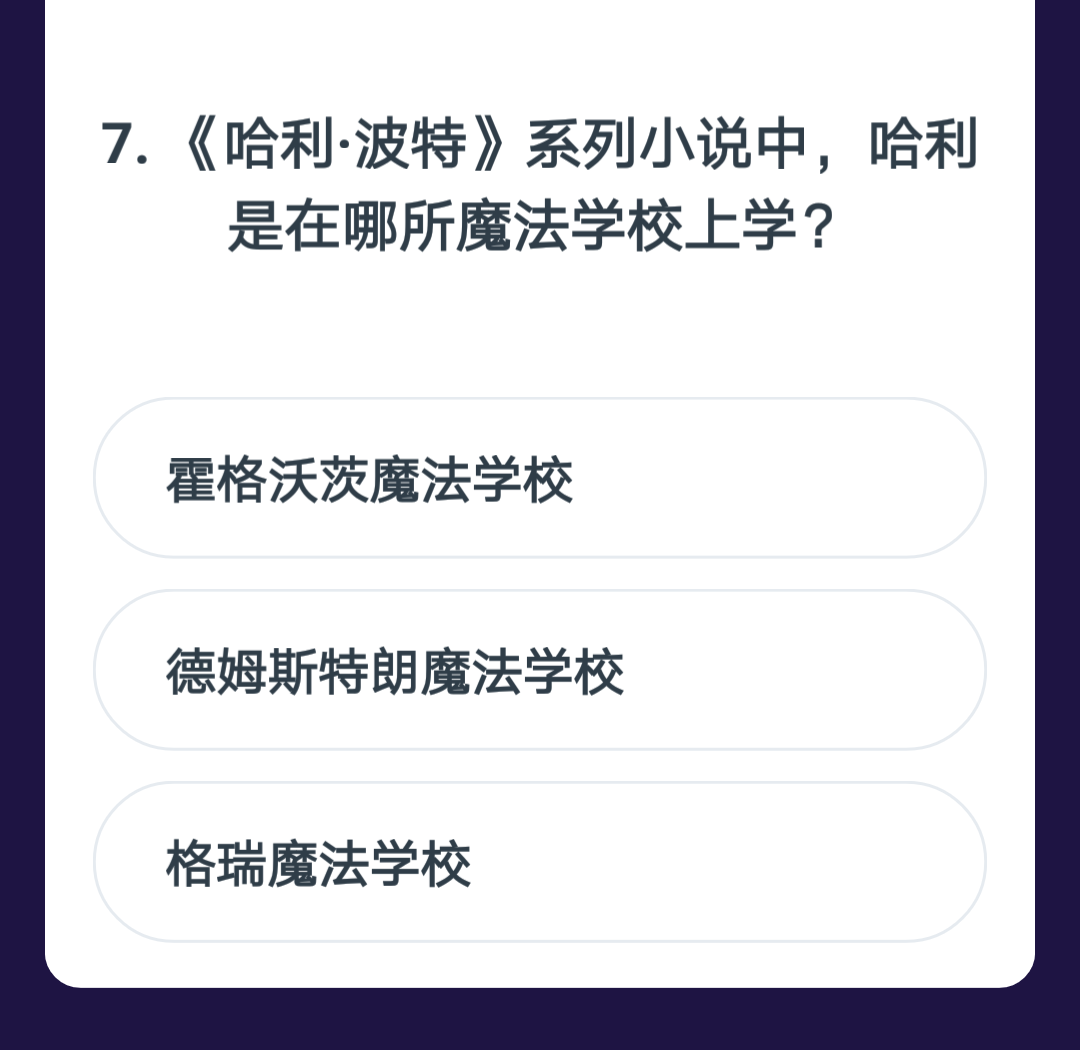 7.《哈利·波特》系列小说中，哈利
是在哪所魔法学校上学？
霍格沃茨魔法学校
德姆斯特朗魔法学校
格瑞魔法学校